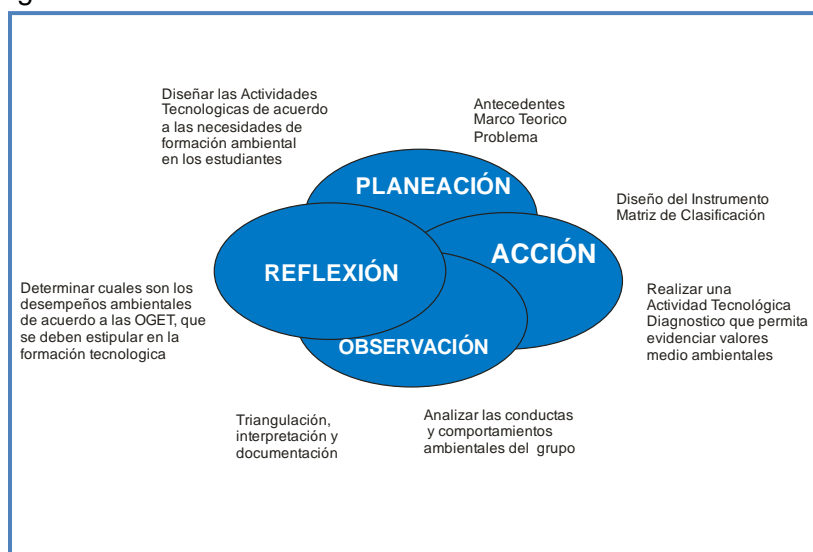 Diseñar las Actividades
Tecnologicas de acuerdo
a las necesidades de
formación ambiental
en los estudiantes
Antecedentes
Marco Teorico
Problema
PLANEACIÓN
Diseño del Instrumento
Matriz de Clasificación
ACCIÓN
REFLEXIÓN
Determinar cuales son los
desempeños ambientales
de acuerdo a las OGET, que
se deben estipular en la
formación tecnologica
Realizar una
Actividad Tecnológica
Diagnostico que permita
evidenciar valores
medio ambientales
OBSERVACIÓN
Triangulación,
interpretación y
documentación
Analizar las conductas
y comportamientos
ambientales del grupo